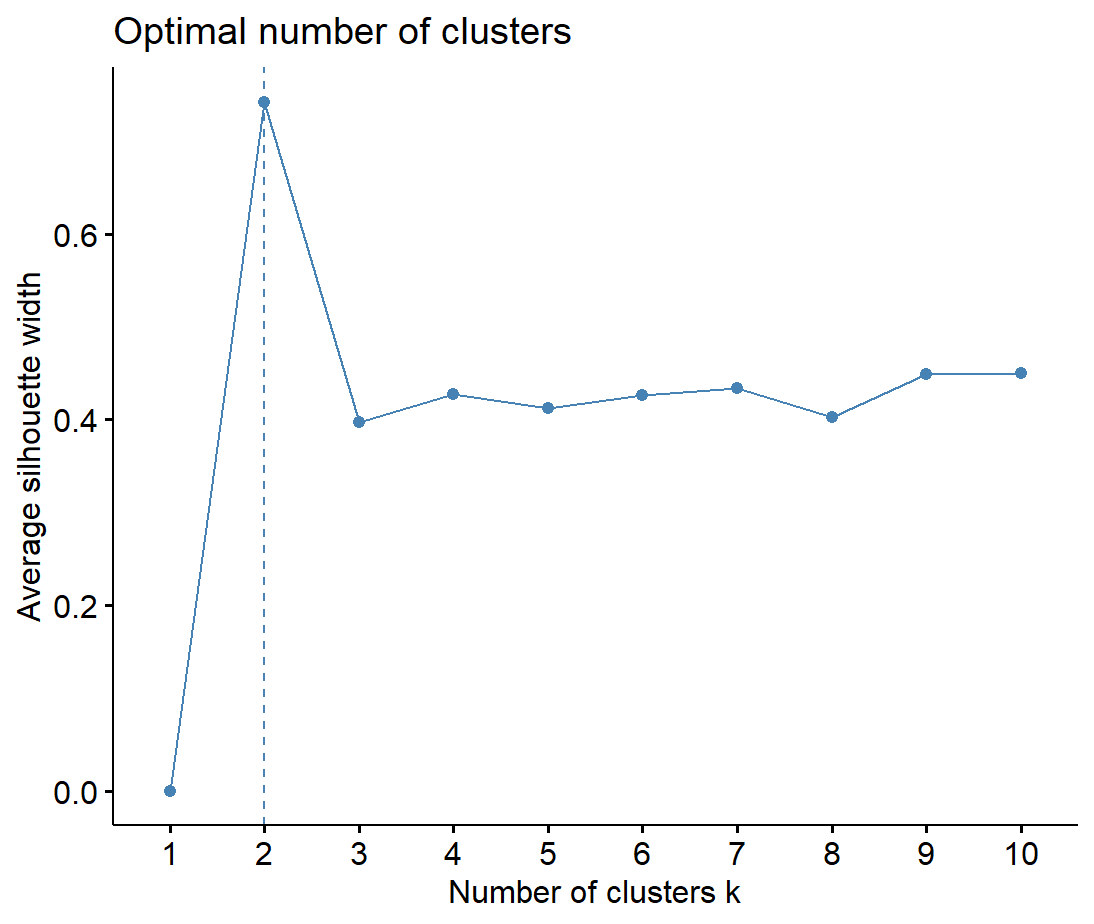 Optimal number of clusters
Average silhouette width
0.6
0.4
0.2
0.0
1 2 3 4 5 6 7 8 9 10
Number of clusters k